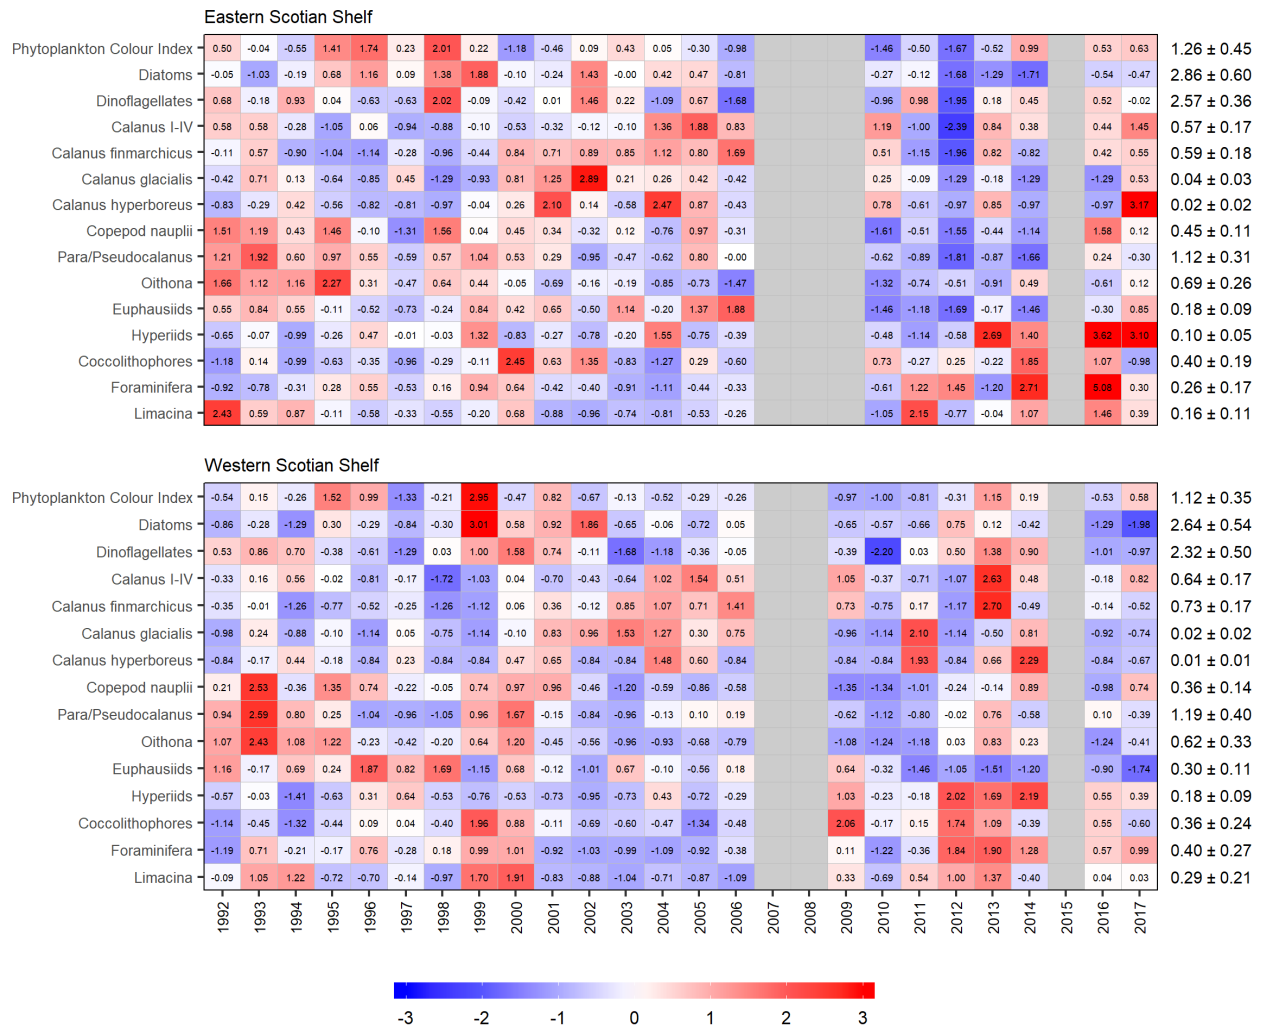 Eastern Scotian Shelf
Phytoplankton Colour Index 0.50 -0.04 -0.55 1.41 1.74 0.23 2.01 0.22 -1.18 -0.46 0.09 0.43 0.05 -0.30 -0.98 -1.46 -0.50 -1.67 -0.52 0.99 0.53 0.63 1.26 ± 0.45
Diatoms -0.05 -1.03 -0.19 0.68 1.16 0.09 1.38 1.88 -0.10 -0.24 1.43 -0.00 0.42 0.47 -0.81 -0.27 -0.12 -1.68 -1.29 -1.71 -0.54 -0.47 2.86 ± 0.60
Dinoflagellates 0.68 -0.18 0.93 0.04 -0.63 -0.63 2.02 -0.09 -0.42 0.01 1.46 0.22 -1.09 0.67 -1.68 -0.96 0.98 -1.95 0.18 0.45 0.52 -0.02 2.57 ± 0.36
Calanus I-IV 0.58 0.58 -0.28 -1.05 0.06 -0.94 -0.88 -0.10 -0.53 -0.32 -0.12 -0.10 1.36 1.88 0.83 1.19 -1.00 -2.39 0.84 0.38 0.44 1.45 0.57 ± 0.17
Calanus finmarchicus -0.11 0.57 -0.90 -1.04 -1.14 -0.28 -0.96 -0.44 0.84 0.71 0.89 0.85 1.12 0.80 1.69 0.51 -1.15 -1.96 0.82 -0.82 0.42 0.55 0.59 ± 0.18
Calanus glacialis -0.42 0.71 0.13 -0.64 -0.85 0.45 -1.29 -0.93 0.81 1.25 2.89 0.21 0.26 0.42 -0.42 0.25 -0.09 -1.29 -0.18 -1.29 -1.29 0.53 0.04 ± 0.03
Calanus hyperboreus -0.83 -0.29 0.42 -0.56 -0.82 -0.81 -0.97 -0.04 0.26 2.10 0.14 -0.58 2.47 0.87 -0.43 0.78 -0.61 -0.97 0.85 -0.97 -0.97 3.17 0.02 ± 0.02
Copepod nauplii 1.51 1.19 0.43 1.46 -0.10 -1.31 1.56 0.04 0.45 0.34 -0.32 0.12 -0.76 0.97 -0.31 -1.61 -0.51 -1.55 -0.44 -1.14 1.58 0.12 0.45 ± 0.11
Para/Pseudocalanus 1.21 1.92 0.60 0.97 0.55 -0.59 0.57 1.04 0.53 0.29 -0.95 -0.47 -0.62 0.80 -0.00 -0.62 -0.89 -1.81 -0.87 -1.66 0.24 -0.30 1.12 ± 0.31
Oithona 1.66 1.12 1.16 2.27 0.31 -0.47 0.64 0.44 -0.05 -0.69 -0.16 -0.19 -0.85 -0.73 -1.47 -1.32 -0.74 -0.51 -0.91 0.49 -0.61 0.12 0.69 ± 0.26
Euphausiids 0.55 0.84 0.55 -0.11 -0.52 -0.73 -0.24 0.84 0.42 0.65 -0.50 1.14 -0.20 1.37 1.88 -1.46 -1.18 -1.69 -0.17 -1.46 -0.30 0.85 0.18 ± 0.09
Hyperiids -0.65 -0.07 -0.99 -0.26 0.47 -0.01 -0.03 1.32 -0.83 -0.27 -0.78 -0.20 1.55 -0.75 -0.39 -0.48 -1.14 -0.58 2.69 1.40 3.62 3.10 0.10 ± 0.05
Coccolithophores -1.18 0.14 -0.99 -0.63 -0.35 -0.96 -0.29 -0.11 2.45 0.63 1.35 -0.83 -1.27 0.29 -0.60 0.73 -0.27 0.25 -0.22 1.85 1.07 -0.98 0.40 ± 0.19
Foraminifera -0.92 -0.78 -0.31 0.28 0.55 -0.53 0.16 0.94 0.64 -0.42 -0.40 -0.91 -1.11 -0.44 -0.33 -0.61 1.22 1.45 -1.20 2.71 5.08 0.30 0.26 ± 0.17
Limacina 2.43 0.59 0.87 -0.11 -0.58 -0.33 -0.55 -0.20 0.68 -0.88 -0.96 -0.74 -0.81 -0.53 -0.26 -1.05 2.15 -0.77 -0.04 1.07 1.46 0.39 0.16 ± 0.11
Western Scotian Shelf
Phytoplankton Colour Index -0.54 0.15 -0.26 1.52 0.99 -1.33 -0.21 2.95 -0.47 0.82 -0.67 -0.13 -0.52 -0.29 -0.26 -0.97 -1.00 -0.81 -0.31 1.15 0.19 -0.53 0.58 1.12 ± 0.35
Diatoms -0.86 -0.28 -1.29 0.30 -0.29 -0.84 -0.30 3.01 0.58 0.92 1.86 -0.65 -0.06 -0.72 0.05 -0.65 -0.57 -0.66 0.75 0.12 -0.42 -1.29 -1.98 2.64 ± 0.54
Dinoflagellates 0.53 0.86 0.70 -0.38 -0.61 -1.29 0.03 1.00 1.58 0.74 -0.11 -1.68 -1.18 -0.36 -0.05 -0.39 -2.20 0.03 0.50 1.38 0.90 -1.01 -0.97 2.32 ± 0.50
Calanus I-IV -0.33 0.16 0.56 -0.02 -0.81 -0.17 -1.72 -1.03 0.04 -0.70 -0.43 -0.64 1.02 1.54 0.51 1.05 -0.37 -0.71 -1.07 2.63 0.48 -0.18 0.82 0.64 ± 0.17
Calanus finmarchicus -0.35 -0.01 -1.26 -0.77 -0.52 -0.25 -1.26 -1.12 0.06 0.36 -0.12 0.85 1.07 0.71 1.41 0.73 -0.75 0.17 -1.17 2.70 -0.49 -0.14 -0.52 0.73 ± 0.17
Calanus glacialis -0.98 0.24 -0.88 -0.10 -1.14 0.05 -0.75 -1.14 -0.10 0.83 0.96 1.53 1.27 0.30 0.75 -0.96 -1.14 2.10 -1.14 -0.50 0.81 -0.92 -0.74 0.02 ± 0.02
Calanus hyperboreus -0.84 -0.17 0.44 -0.18 -0.84 0.23 -0.84 -0.84 0.47 0.65 -0.84 -0.84 1.48 0.60 -0.84 -0.84 -0.84 1.93 -0.84 0.66 2.29 -0.84 -0.67 0.01 ± 0.01
Copepod nauplii 0.21 2.53 -0.36 1.35 0.74 -0.22 -0.05 0.74 0.97 0.96 -0.46 -1.20 -0.59 -0.86 -0.58 -1.35 -1.34 -1.01 -0.24 -0.14 0.89 -0.98 0.74 0.36 ± 0.14
Para/Pseudocalanus 0.94 2.59 0.80 0.25 -1.04 -0.96 -1.05 0.96 1.67 -0.15 -0.84 -0.96 -0.13 0.10 0.19 -0.62 -1.12 -0.80 -0.02 0.76 -0.58 0.10 -0.39 1.19 ± 0.40
Oithona 1.07 2.43 1.08 1.22 -0.23 -0.42 -0.20 0.64 1.20 -0.45 -0.56 -0.96 -0.93 -0.68 -0.79 -1.08 -1.24 -1.18 0.03 0.83 0.23 -1.24 -0.41 0.62 ± 0.33
Euphausiids 1.16 -0.17 0.69 0.24 1.87 0.82 1.69 -1.15 0.68 -0.12 -1.01 0.67 -0.10 -0.56 0.18 0.64 -0.32 -1.46 -1.05 -1.51 -1.20 -0.90 -1.74 0.30 ± 0.11
Hyperiids -0.57 -0.03 -1.41 -0.63 0.31 0.64 -0.53 -0.76 -0.53 -0.73 -0.95 -0.73 0.43 -0.72 -0.29 1.03 -0.23 -0.18 2.02 1.69 2.19 0.55 0.39 0.18 ± 0.09
Coccolithophores -1.14 -0.45 -1.32 -0.44 0.09 0.04 -0.40 1.96 0.88 -0.11 -0.69 -0.60 -0.47 -1.34 -0.48 2.06 -0.17 0.15 1.74 1.09 -0.39 0.55 -0.60 0.36 ± 0.24
Foraminifera -1.19 0.71 -0.21 -0.17 0.76 -0.28 0.18 0.99 1.01 -0.92 -1.03 -0.99 -1.09 -0.92 -0.38 0.11 -1.22 -0.36 1.84 1.90 1.28 0.57 0.99 0.40 ± 0.27
Limacina -0.09 1.05 1.22 -0.72 -0.70 -0.14 -0.97 1.70 1.91 -0.83 -0.88 -1.04 -0.71 -0.87 -1.09 0.33 -0.69 0.54 1.00 1.37 -0.40 0.04 0.03 0.29 ± 0.21
1992 1993 1994 1995 1996 1997 1998 1999 2000 2001 2002 2003 2004 2005 2006 2007 2008 2009 2010 2011 2012 2013 2014 2015 2016 2017
-3 -2 -1 0 1 2 3